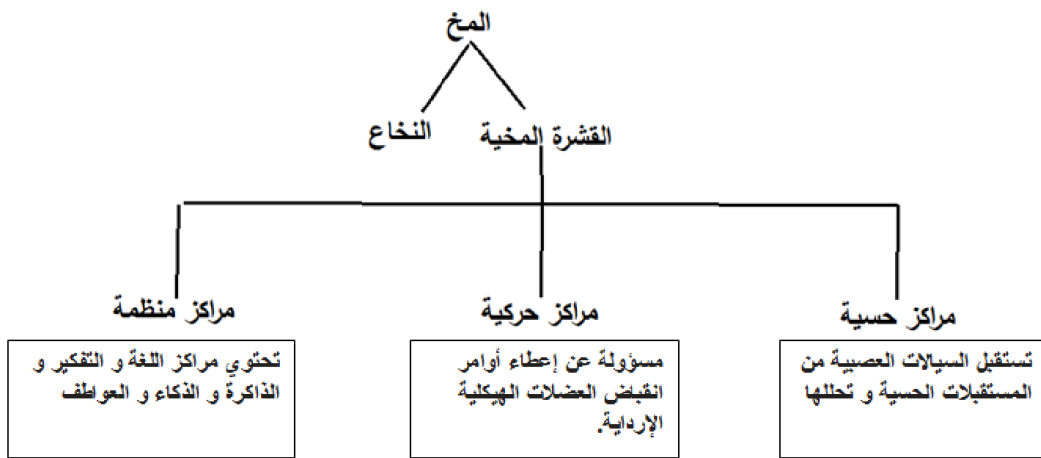 المخ
القشرة المخية
النخاع
مراكز حسية
تستقبل السيالات العصبية من
المستقبلات الحسية و تحللها
مراكز حركية
مسؤولة عن إعطاء أوامر
انقباض العضلات الهيكلية
الإردابة.
مراكز منظمة
تحتوي مراكز اللغة و التفكير و
الذاكرة و الذكاء و العواطف